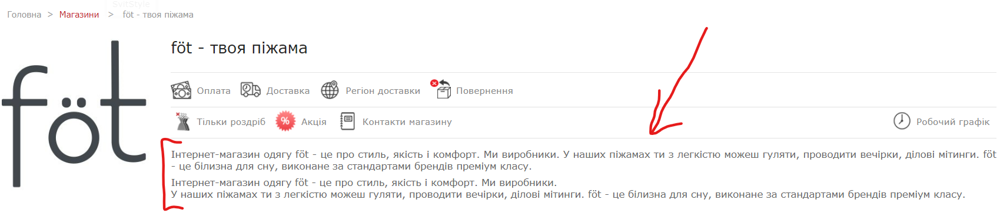 SvitStyle
Головна > Магазини > föt - твоя піжама
föt
föt - твоя піжама
Оплата Доставка Регіон доставки Повернення
Тільки роздріб % Акція Контакти магазину Робочий графік
Інтернет-магазин одягу föt - це про стиль, якість і комфорт. Ми виробники. У наших піжамах ти з легкістю можеш гуляти, проводити вечірки, ділові мітинги. föt
- це білизна для сну, виконане за стандартами брендів преміум класу.
Інтернет-магазин одягу föt - це про стиль, якість і комфорт. Ми виробники.
У наших піжамах ти з легкістю можеш гуляти, проводити вечірки, ділові мітинги. föt - це білизна для сну, виконане за стандартами брендів преміум класу.